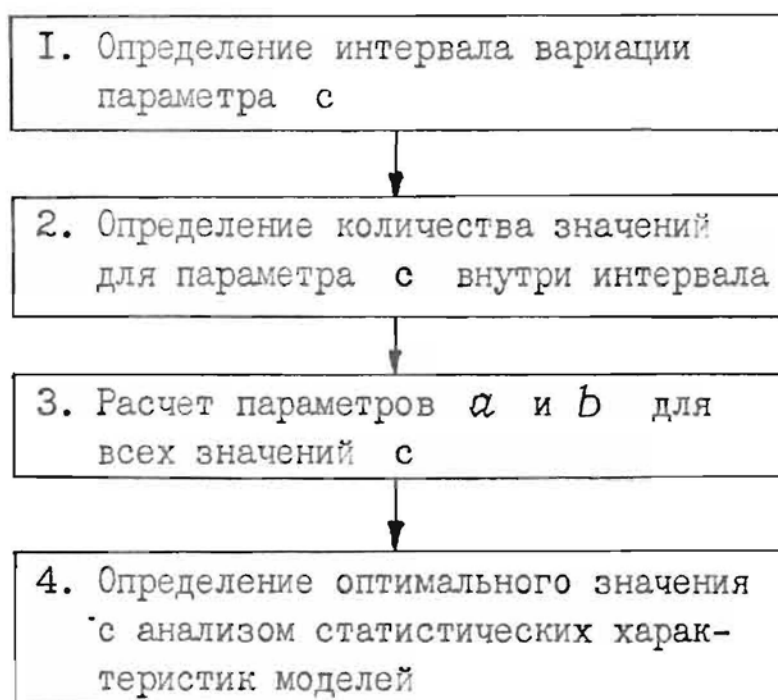 I. Определение интервала вариации
параметра с
2. Определение количества значений
для параметра с внутри интервала
3. Расчет параметров a и b для
всех значений с
4. Определение оптимального значения
с анализом статистических харак-
теристик моделей